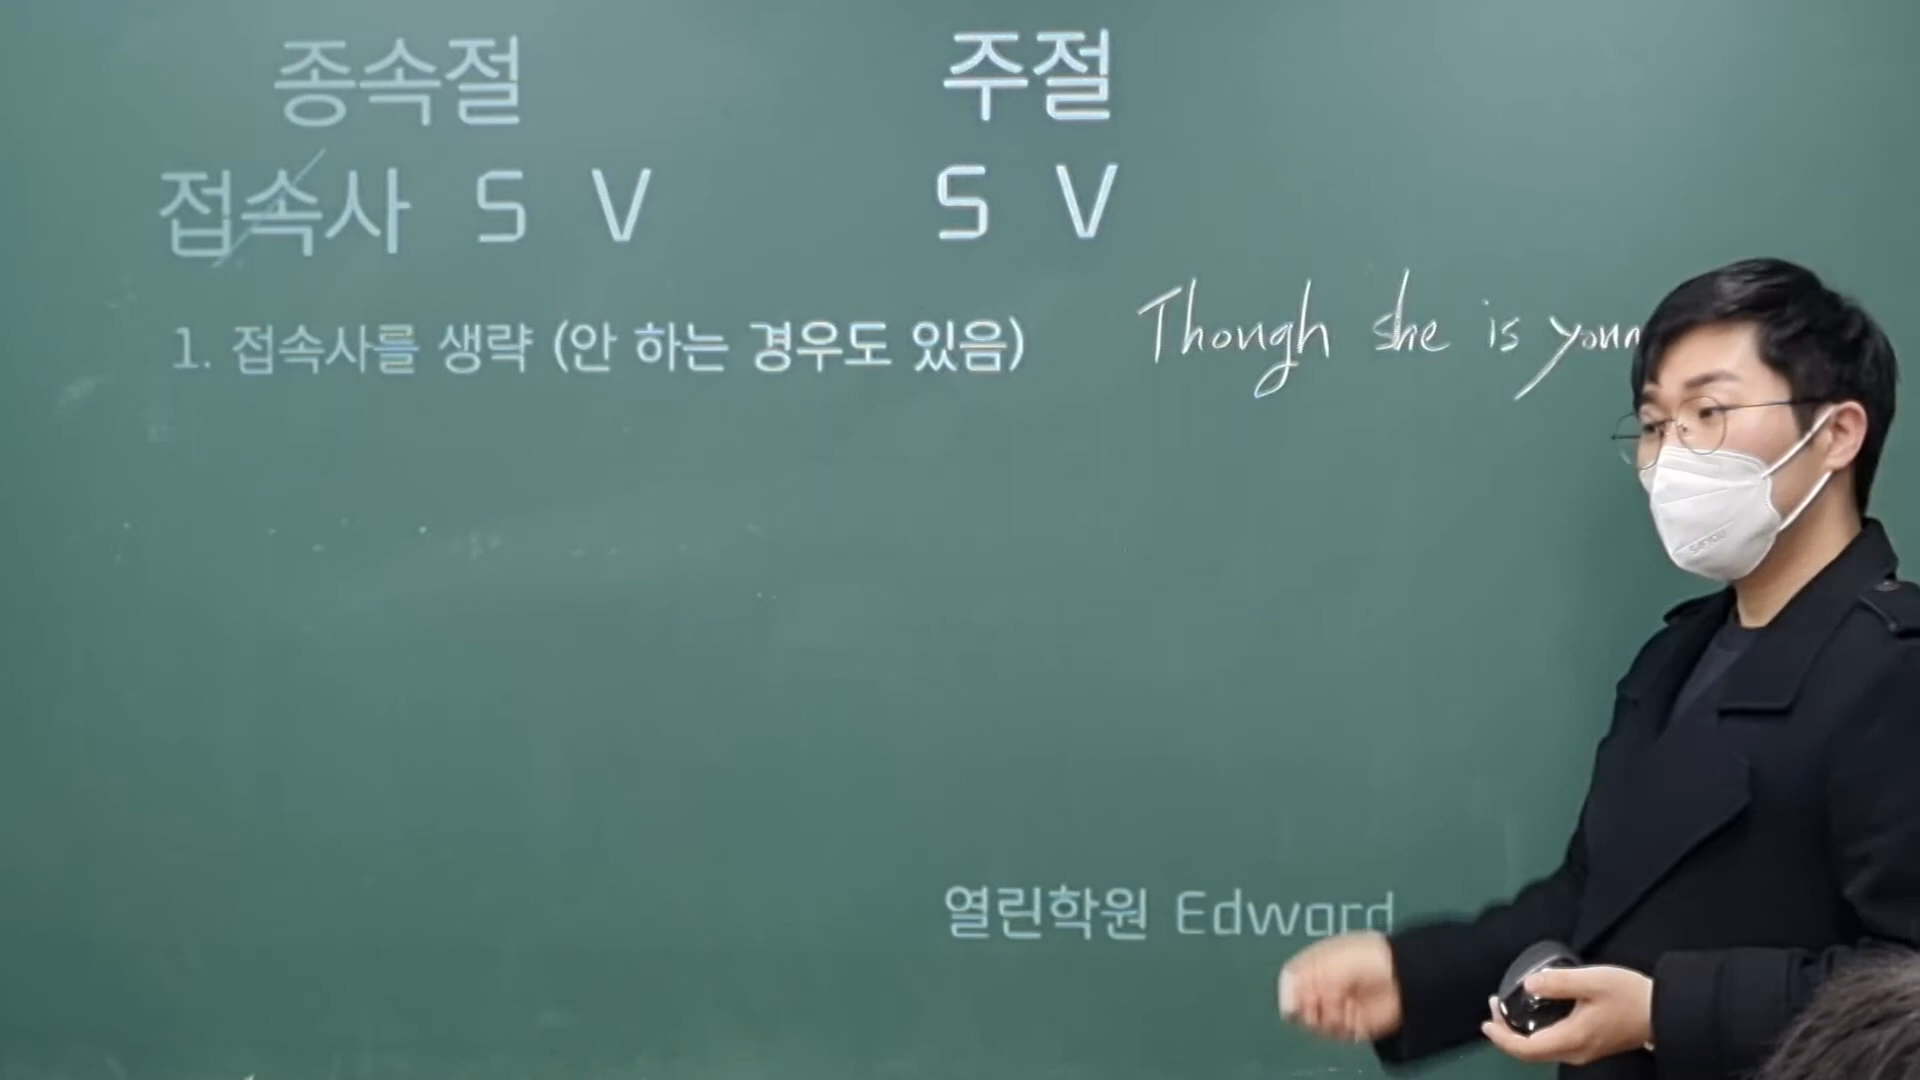 종속절 주절
접속사 S V S V
1. 접속사를 생략 (안 하는 경우도 있음)
Though she is
열린학원 Edward